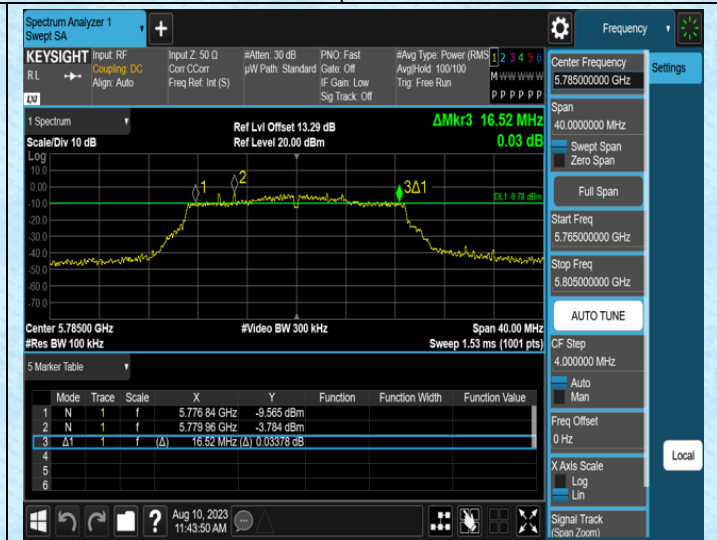 Spectrum Analyzer 1
Swept SA
+
Frequency
KEYSIGHT
RL
LXI
Input: RF
Coupling: DC
Align: Auto
Input Z: 50 Ω
Corr CCorr
Freq Ref: Int (S)
#Atten: 30 dB
µW Path: Standard
PNO: Fast
Gate: Off
IF Gain: Low
Sig Track: Off
#Avg Type: Power (RMS
Avg|Hold: 100/100
Trig: Free Run
1 2 3 4 5 6
M W W W W W
P P P P P P
1 Spectrum
Scale/Div 10 dB
Ref Lvl Offset 13.29 dB
Ref Level 20.00 dBm
ΔMkr3 16.52 MHz
0.03 dB
Log
10.0
0.00
-10.0
-20.0
-30.0
-40.0
-50.0
-60.0
-70.0
1
2
3Δ1
DL1 -9.78 dBm
Center 5.78500 GHz
#Res BW 100 kHz
#Video BW 300 kHz
Span 40.00 MHz
Sweep 1.53 ms (1001 pts)
5 Marker Table
Mode Trace Scale X Y Function Function Width Function Value
1 N 1 f 5.776 84 GHz -9.565 dBm
2 N 1 f 5.779 96 GHz -3.784 dBm
3 Δ1 1 f (Δ) 16.52 MHz (Δ) 0.03378 dB
4
5
6
?
Aug 10, 2023
11:43:50 AM
Center Frequency
5.785000000 GHz
Span
40.0000000 MHz
Swept Span
Zero Span
Full Span
Start Freq
5.765000000 GHz
Stop Freq
5.805000000 GHz
AUTO TUNE
CF Step
4.000000 MHz
Auto
Man
Freq Offset
0 Hz
X Axis Scale
Log
Lin
Signal Track
(Span Zoom)
Settings
Local